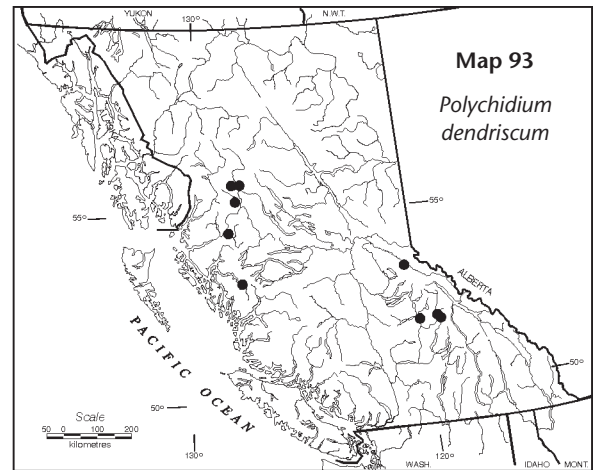 YUKON
130°
N.W.T.
Map 93
Polychidium
dendriscum
55°
55°
ALBERTA
PACIFIC OCEAN
50°
50°
Scale
50 0 100 200
kilometres
130°
WASH.
120°
IDAHO
MONT.